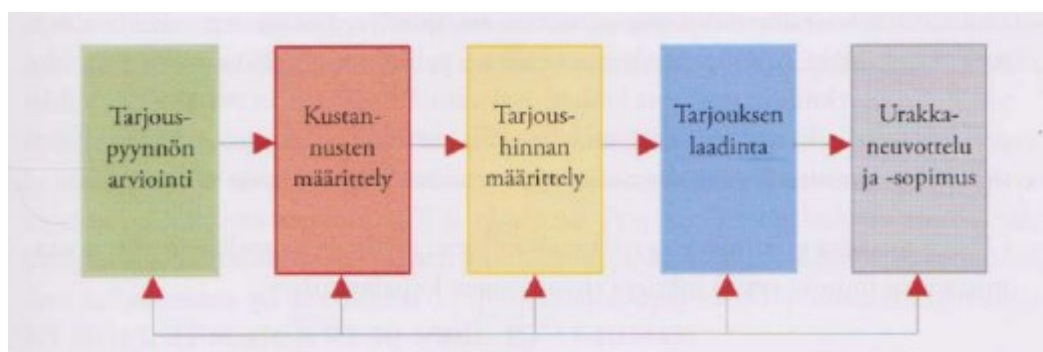 Tarjous-
pyynnön
arviointi
Kustan-
nusten
määrittely
Tarjous-
hinnan
määrittely
Tarjouksen
laadinta
Urakka-
neuvottelu
ja -sopimus